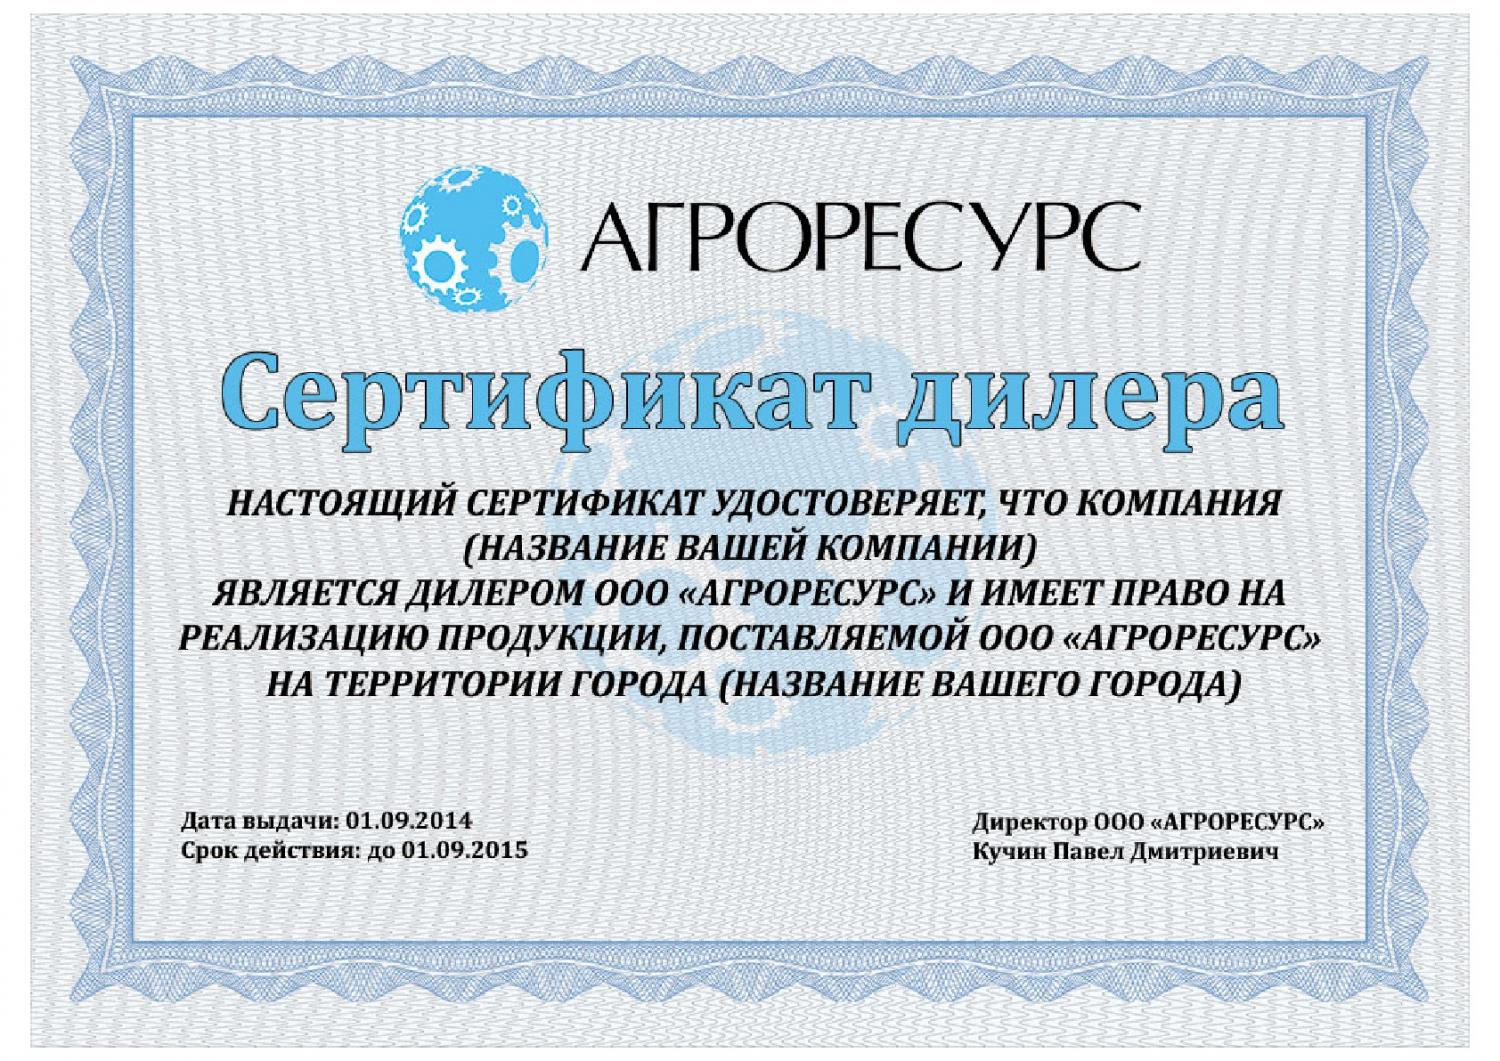 АГРОРЕСУРС
Сертификат дилера
НАСТОЯЩИЙ СЕРТИФИКАТ УДОСТОВЕРЯЕТ, ЧТО КОМПАНИЯ
(НАЗВАНИЕ ВАШЕЙ КОМПАНИИ)
ЯВЛЯЕТСЯ ДИЛЕРОМ ООО «АГРОРЕСУРС» И ИМЕЕТ ПРАВО НА
РЕАЛИЗАЦИЮ ПРОДУКЦИИ, ПОСТАВЛЯЕМОЙ ООО «АГРОРЕСУРС»
НА ТЕРРИТОРИИ ГОРОДА (НАЗВАНИЕ ВАШЕГО ГОРОДА)
Дата выдачи: 01.09.2014
Срок действия: до 01.09.2015
Директор ООО «АГРОРЕСУРС»
Кучин Павел Дмитриевич